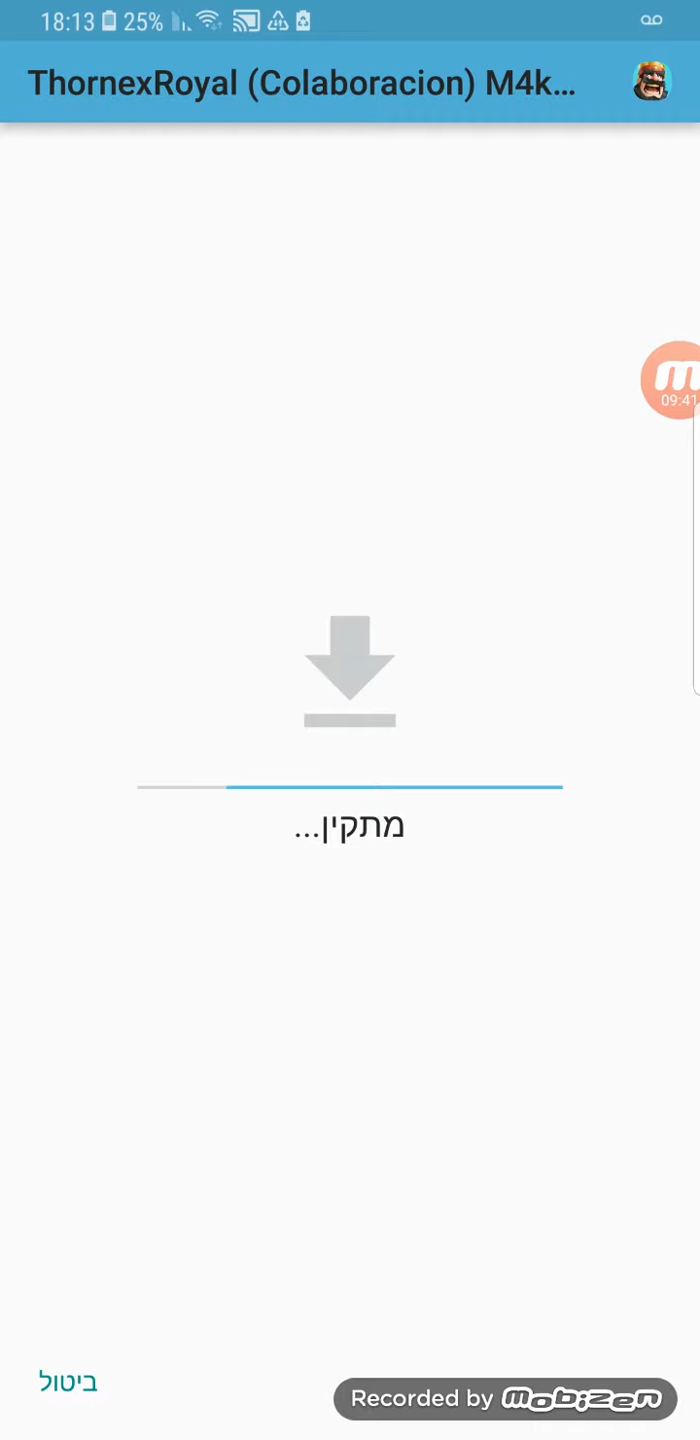 18:13 25%
ThornexRoyal (Colaboracion) M4k...
09:41
מתקין...
ביטול
Recorded by mobizen